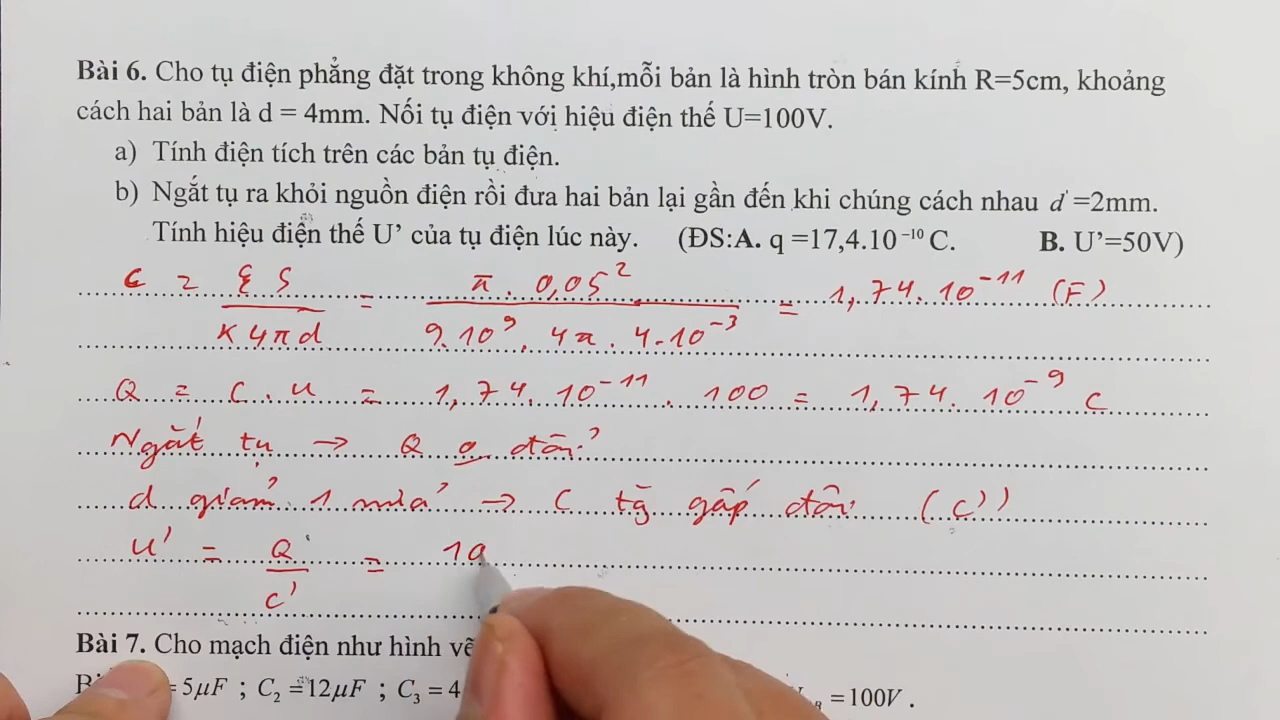 Bài 6. Cho tụ điện phẳng đặt trong không khí,mỗi bản là hình tròn bán kính R=5cm, khoảng
cách hai bản là d = 4mm. Nối tụ điện với hiệu điện thế U=100V.
a) Tính điện tích trên các bản tụ điện.
b) Ngắt tụ ra khỏi nguồn điện rồi đưa hai bản lại gần đến khi chúng cách nhau d' =2mm.
Tính hiệu điện thế U’ của tụ điện lúc này. (ĐS:A. q =17,4.10⁻¹⁰ C. B. U’=50V)
C = ξ S / K 4πd = π . 0,05² / 9.10⁹ . 4π . 4.10⁻³ = 1,74.10⁻¹¹ (F)
Q = C . U = 1,74.10⁻¹¹ . 100 = 1,74.10⁻⁹ C
Ngắt tụ → Q o đổi
d giảm 1 nửa → C tg gấp đôi (C')
U' = Q / C' = 10
Bài 7. Cho mạch điện như hình vẽ
=5μF ; C₂ =12μF ; C₃ = 4 =100V .